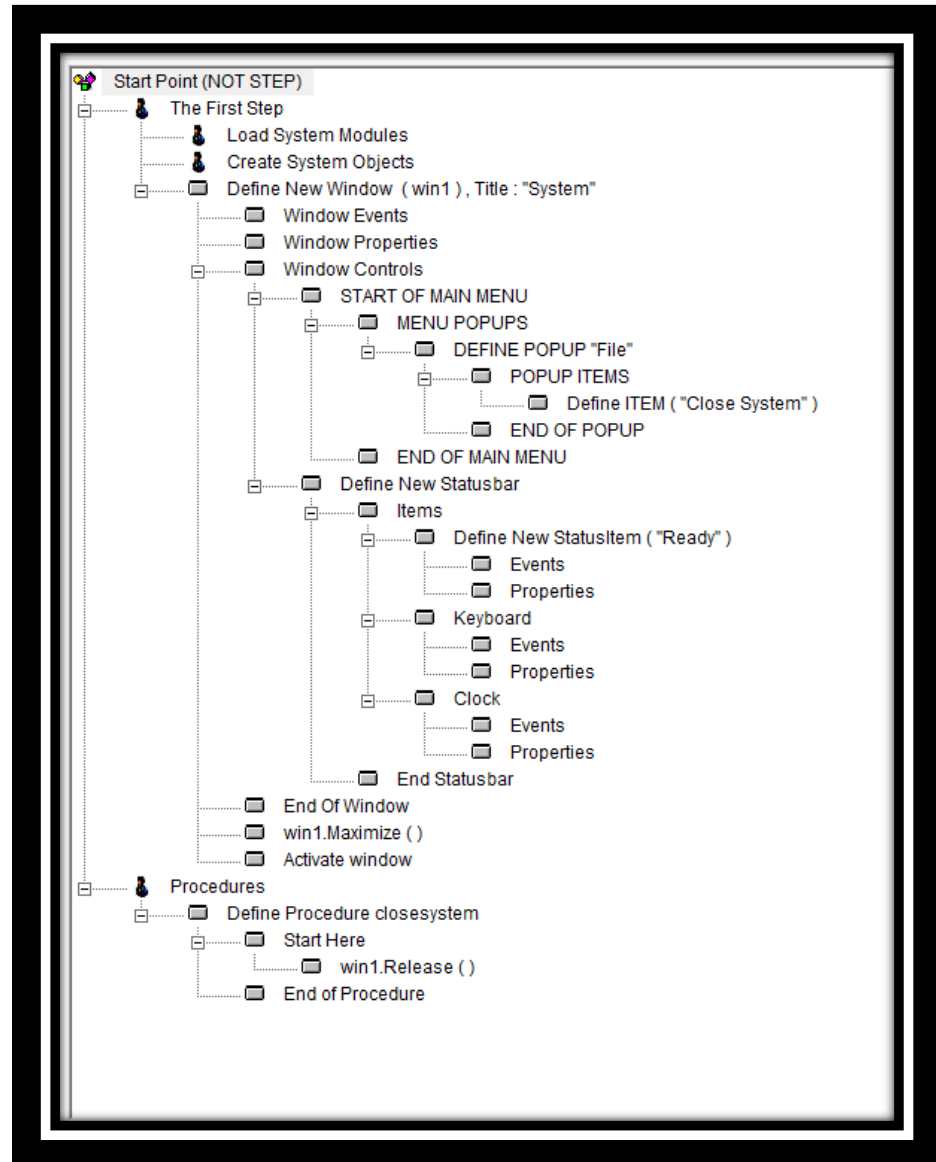 Start Point (NOT STEP)
The First Step
Load System Modules
Create System Objects
Define New Window ( win1 ) , Title : "System"
Window Events
Window Properties
Window Controls
START OF MAIN MENU
MENU POPUPS
DEFINE POPUP "File"
POPUP ITEMS
Define ITEM ( "Close System" )
END OF POPUP
END OF MAIN MENU
Define New Statusbar
Items
Define New StatusItem ( "Ready" )
Events
Properties
Keyboard
Events
Properties
Clock
Events
Properties
End Statusbar
End Of Window
win1.Maximize ( )
Activate window
Procedures
Define Procedure closesystem
Start Here
win1.Release ( )
End of Procedure